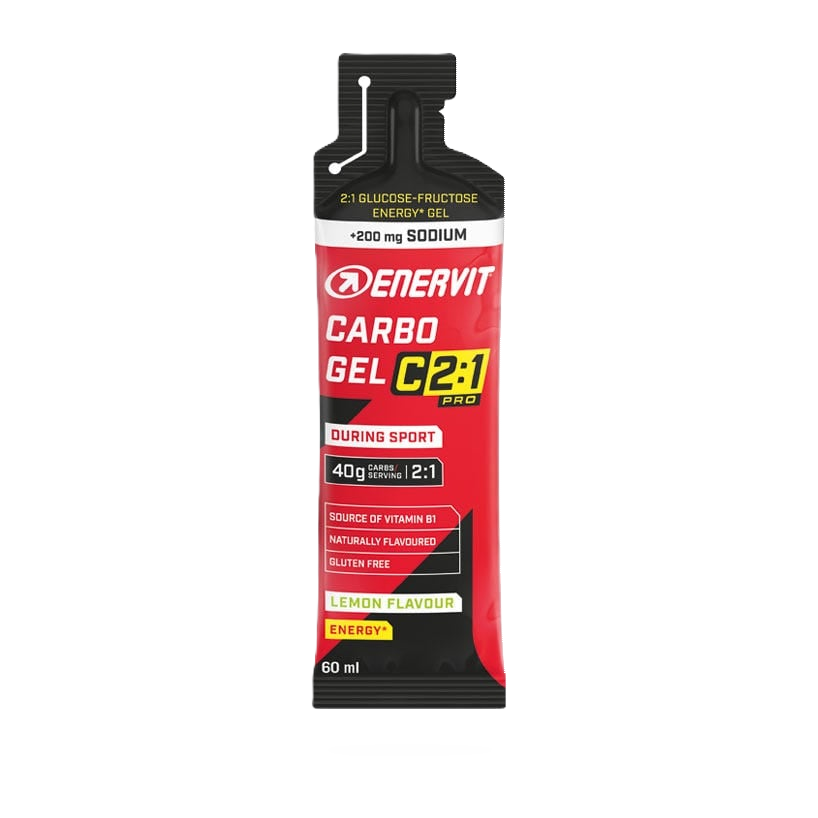 2:1 GLUCOSE-FRUCTOSE
ENERGY* GEL
+200 mg SODIUM
ENERVIT
CARBO
GEL C2:1
PRO
DURING SPORT
40g CARBS/SERVING | 2:1
SOURCE OF VITAMIN B1
NATURALLY FLAVOURED
GLUTEN FREE
LEMON FLAVOUR
ENERGY*
60 ml